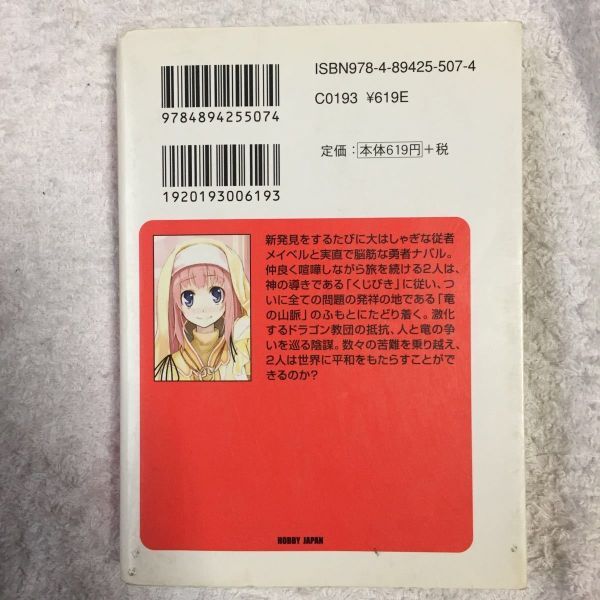 ISBN978-4-89425-507-4
C0193 ¥619E
9784894255074
定価：本体619円＋税
1920193006193
新発見をするたびに大はしゃぎな従者
メイベルと実直で脳筋な勇者ナバル。
仲良く喧嘩しながら旅を続ける2人は、
神の導きである「くじびき」に従い、つ
いに全ての問題の発祥の地である「竜
の山脈」のふもとにたどり着く。激化
するドラゴン教団の抵抗、人と竜の争
いを巡る陰謀。数々の苦難を乗り越え、
2人は世界に平和をもたらすことがで
きるのか?
HOBBY JAPAN